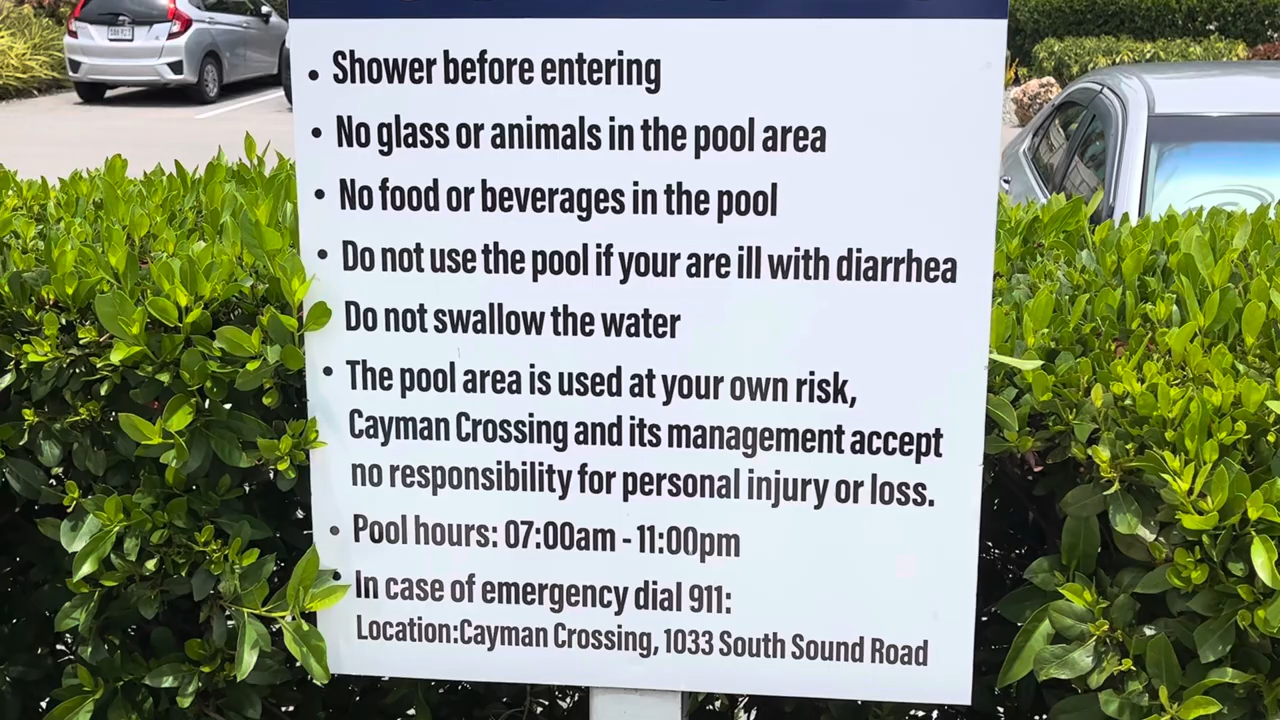 • Shower before entering
• No glass or animals in the pool area
• No food or beverages in the pool
• Do not use the pool if your are ill with diarrhea
Do not swallow the water
• The pool area is used at your own risk,
Cayman Crossing and its management accept
no responsibility for personal injury or loss.
• Pool hours: 07:00am - 11:00pm
• In case of emergency dial 911:
Location:Cayman Crossing, 1033 South Sound Road